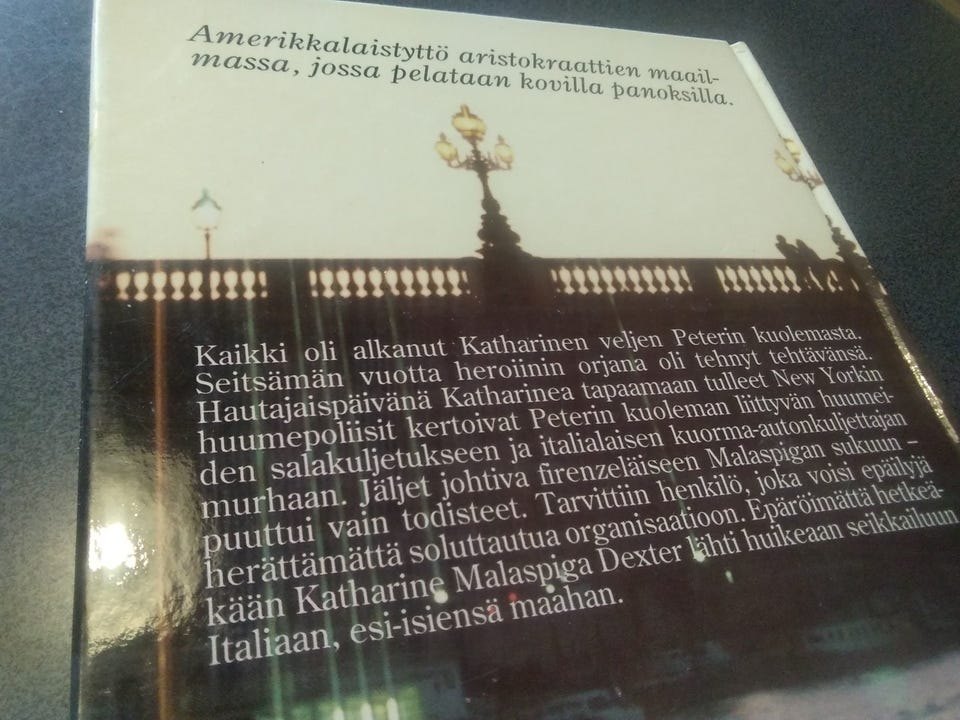 Amerikkalaistyttö aristokraattien maail-
massa, jossa pelataan kovilla panoksilla.
Kaikki oli alkanut Katharinen veljen Peterin kuolemasta.
Seitsämän vuotta heroiinin orjana oli tehnyt tehtävänsä.
Hautajaispäivänä Katharinea tapaamaan tulleet New Yorkin
huumepoliisit kertoivat Peterin kuoleman liittyvän huumei-
den salakuljetukseen ja italialaisen kuorma-autonkuljettajan
murhaan. Jäljet johtiva firenzeläiseen Malaspigan sukuun –
puuttui vain todisteet. Tarvittiin henkilö, joka voisi epäilyjä
herättämättä soluttautua organisaatioon. Epäröimättä hetkeä-
kään Katharine Malaspiga Dexter lähti huikeaan seikkailuun
Italiaan, esi-isiensä maahan.